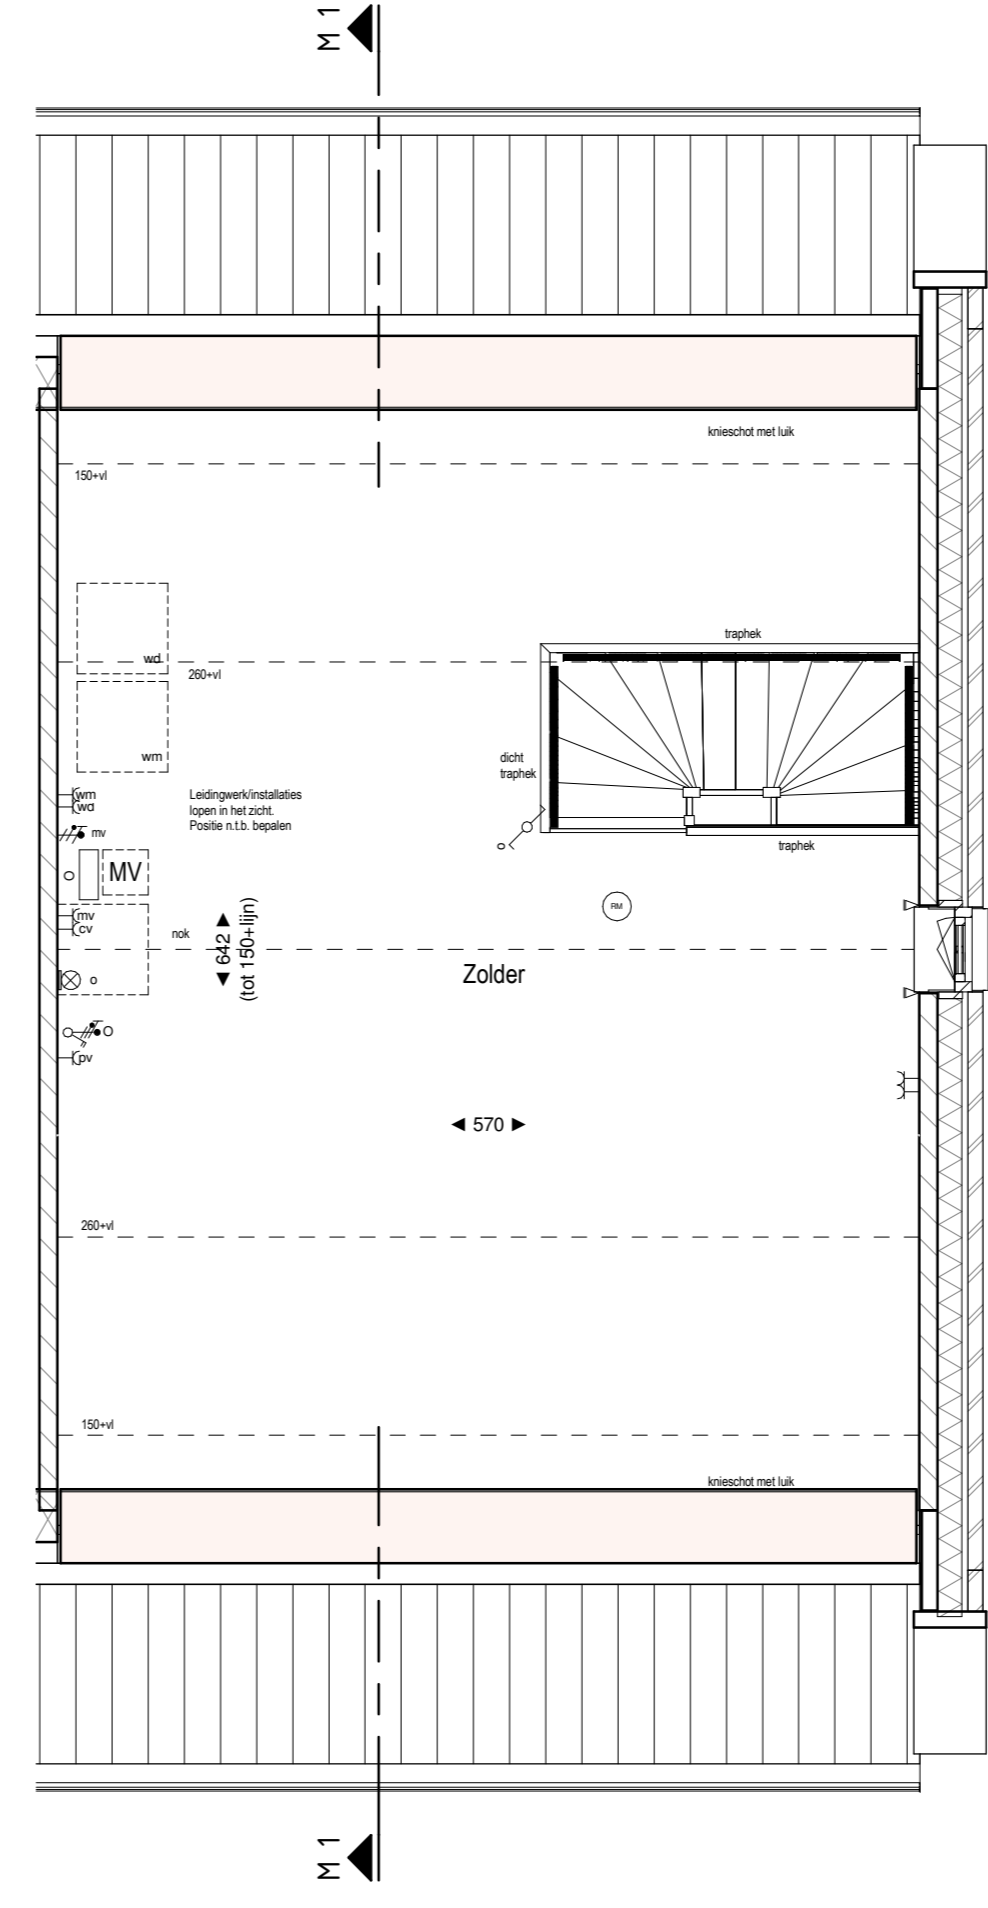 M 1
knieschot met luik
150+vl
traphek
wd
260+vl
wm
dicht
traphek
wm
wd
Leidingwerk/installaties
lopen in het zicht.
Positie n.t.b. bepalen
mv
traphek
o
MV
O
RM
mv
cv
nok
642
(tot 150+lijn)
Zolder
o
O
pv
570
260+vl
150+vl
knieschot met luik
M 1